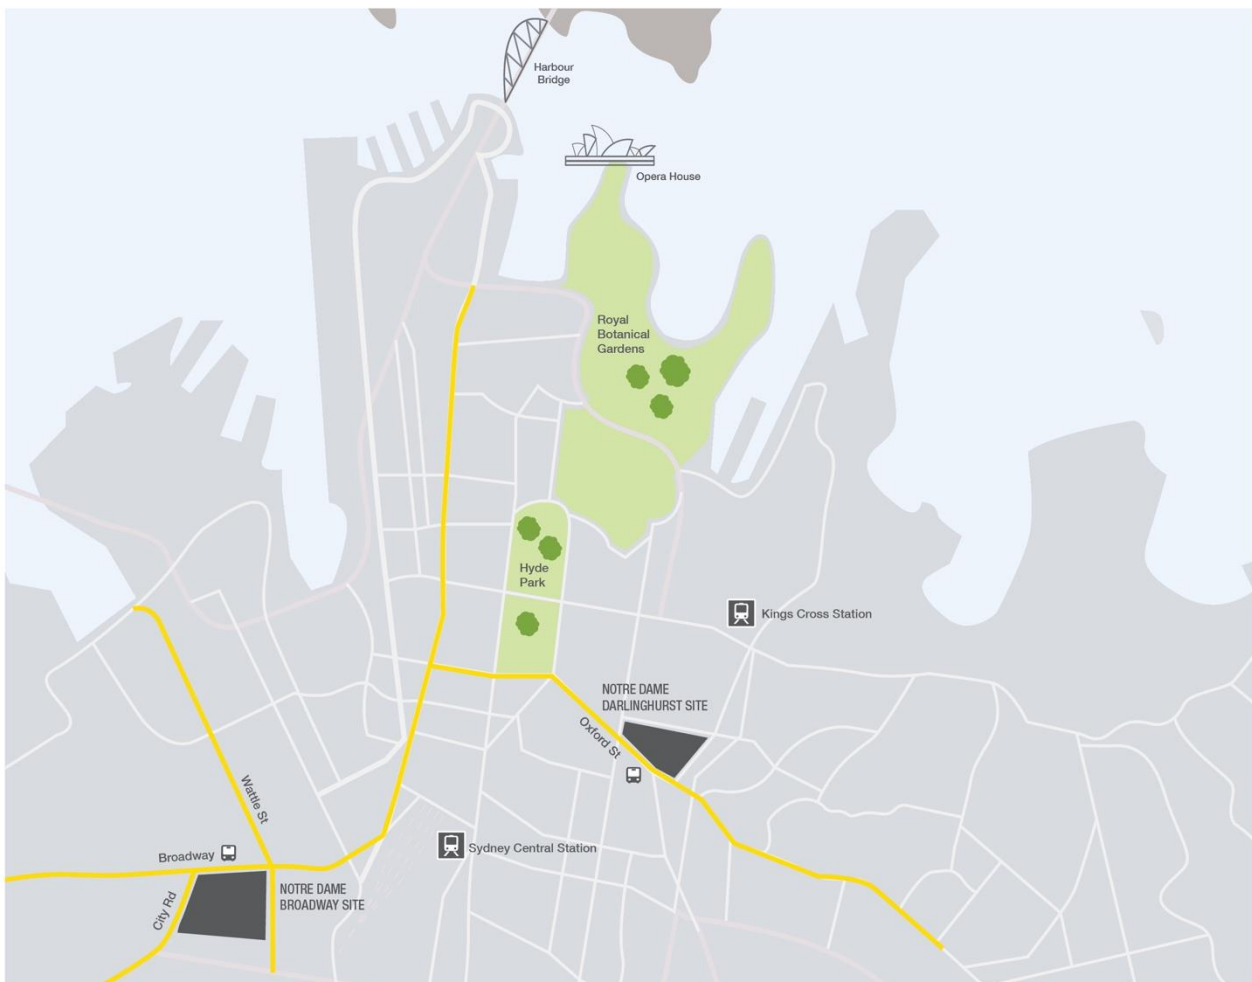 Harbour
Bridge
Opera House
Royal
Botanical
Gardens
Hyde
Park
Kings Cross Station
NOTRE DAME
DARLINGHURST SITE
Oxford St
Wattle St
Sydney Central Station
Broadway
NOTRE DAME
BROADWAY SITE
City Rd